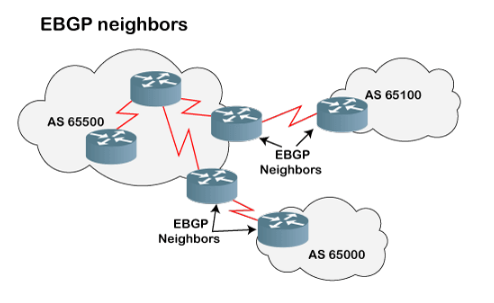 EBGP neighbors
AS 65500
AS 65100
EBGP
Neighbors
EBGP
Neighbors
AS 65000